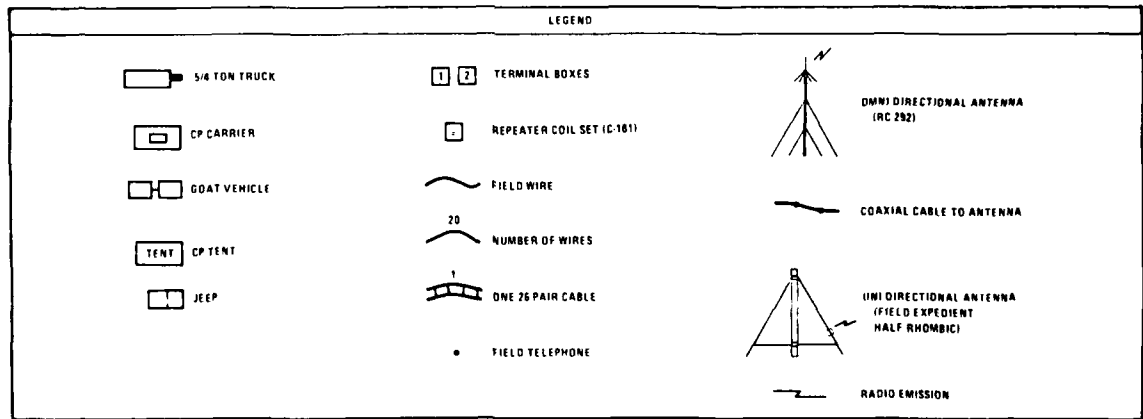 LEGEND
5/4 TON TRUCK
CP CARRIER
GOAT VEHICLE
TENT CP TENT
JEEP
1 2 TERMINAL BOXES
REPEATER COIL SET (C-161)
FIELD WIRE
20
NUMBER OF WIRES
1
ONE 26 PAIR CABLE
FIELD TELEPHONE
OMNI DIRECTIONAL ANTENNA
(RC 292)
COAXIAL CABLE TO ANTENNA
UNI DIRECTIONAL ANTENNA
(FIELD EXPEDIENT
HALF RHOMBIC)
RADIO EMISSION